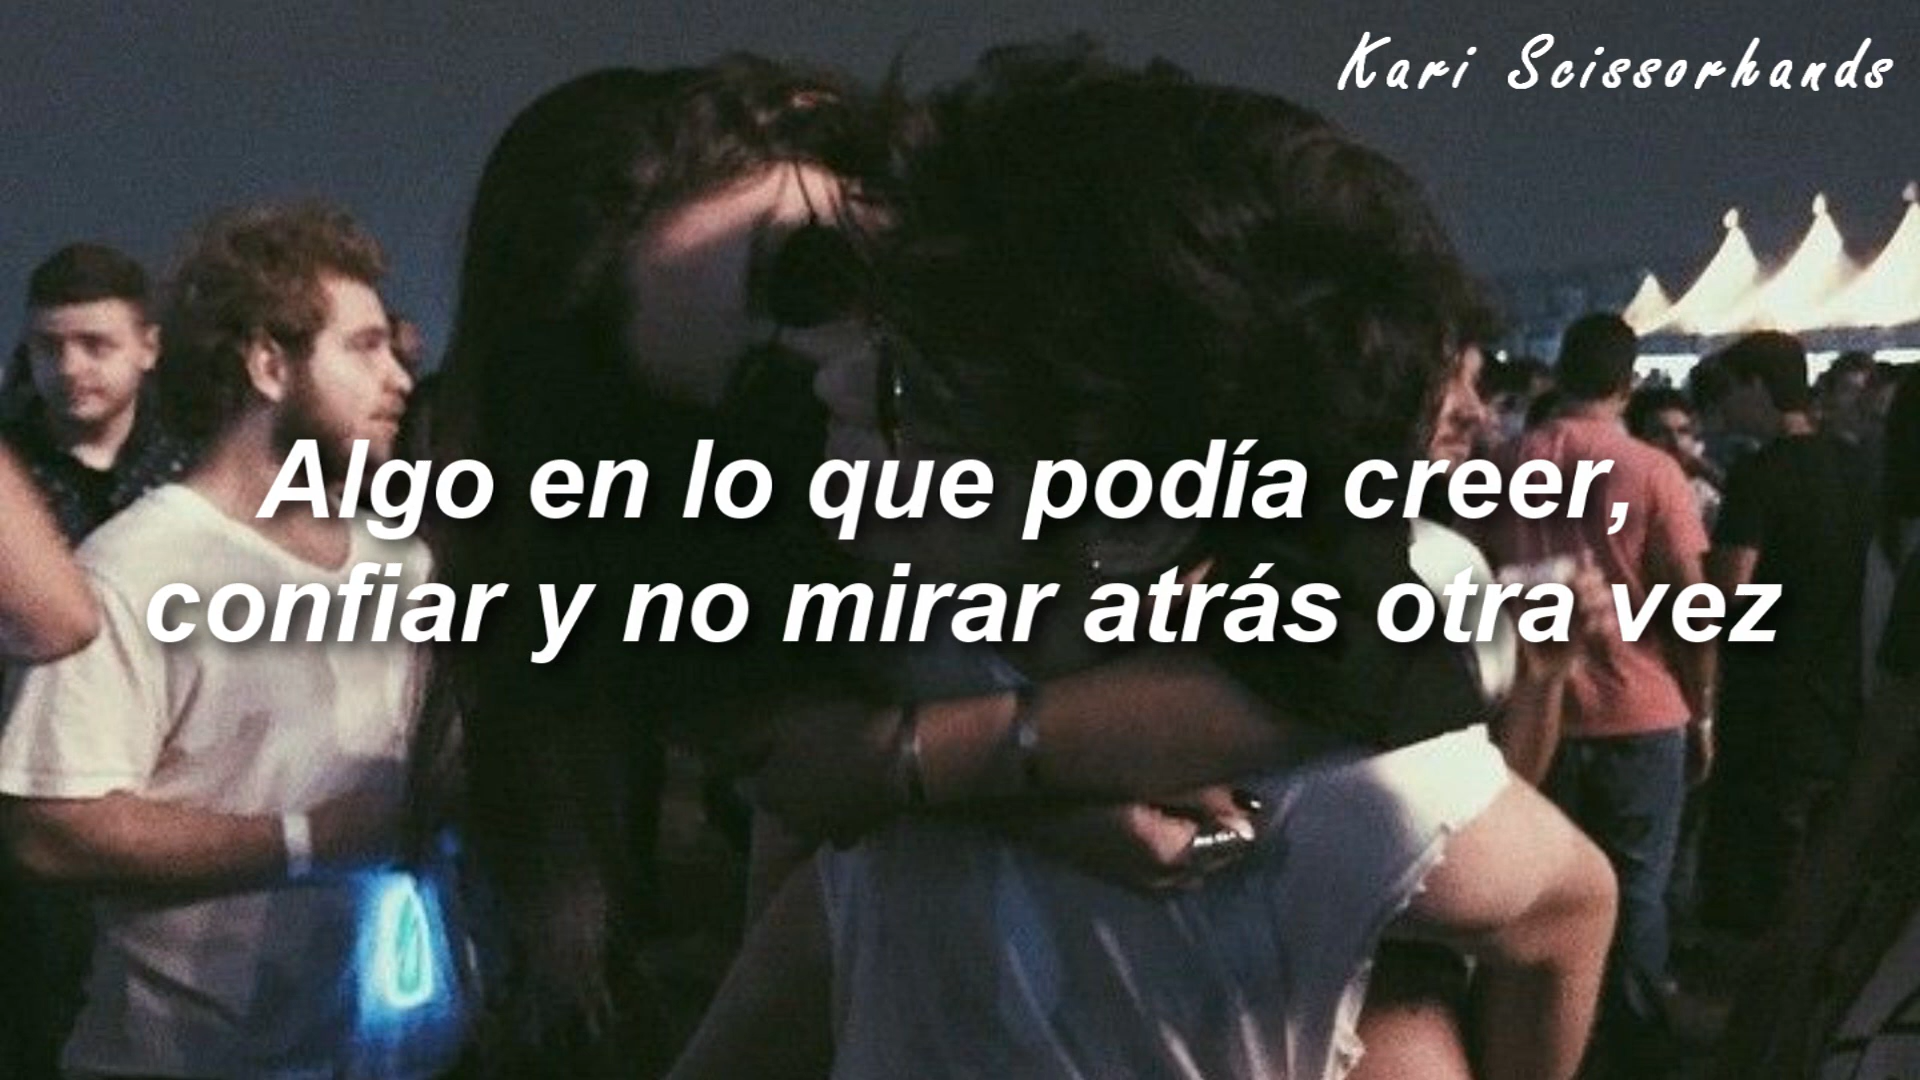 Kari Scissorhands
Algo en lo que podía creer,
confiar y no mirar atrás otra vez